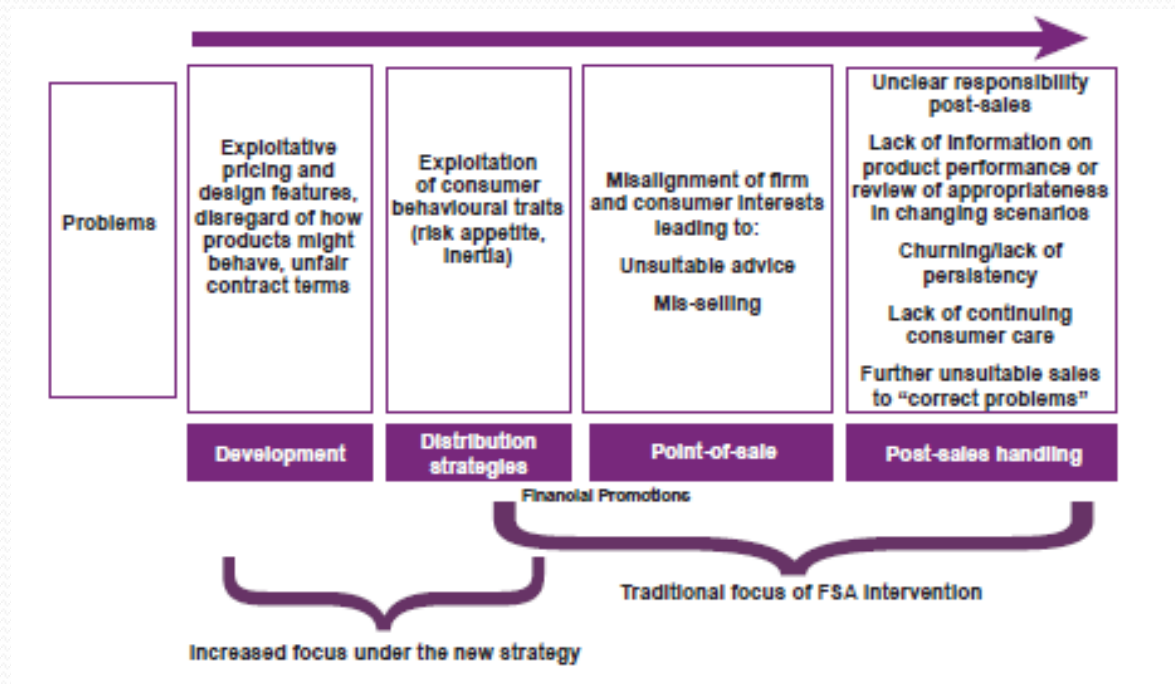 Problems
Exploitative
pricing and
design features,
disregard of how
products might
behave, unfair
contract terms
Exploitation
of consumer
behavioural traits
(risk appetite,
inertia)
Misalignment of firm
and consumer interests
leading to:
Unsuitable advice
Mis-selling
Unclear responsibility
post-sales
Lack of information on
product performance or
review of appropriateness
in changing scenarios
Churning/lack of
persistency
Lack of continuing
consumer care
Further unsuitable sales
to “correct problems”
Development
Distribution
strategies
Point-of-sale
Post-sales handling
Financial Promotions
Traditional focus of FSA intervention
Increased focus under the new strategy